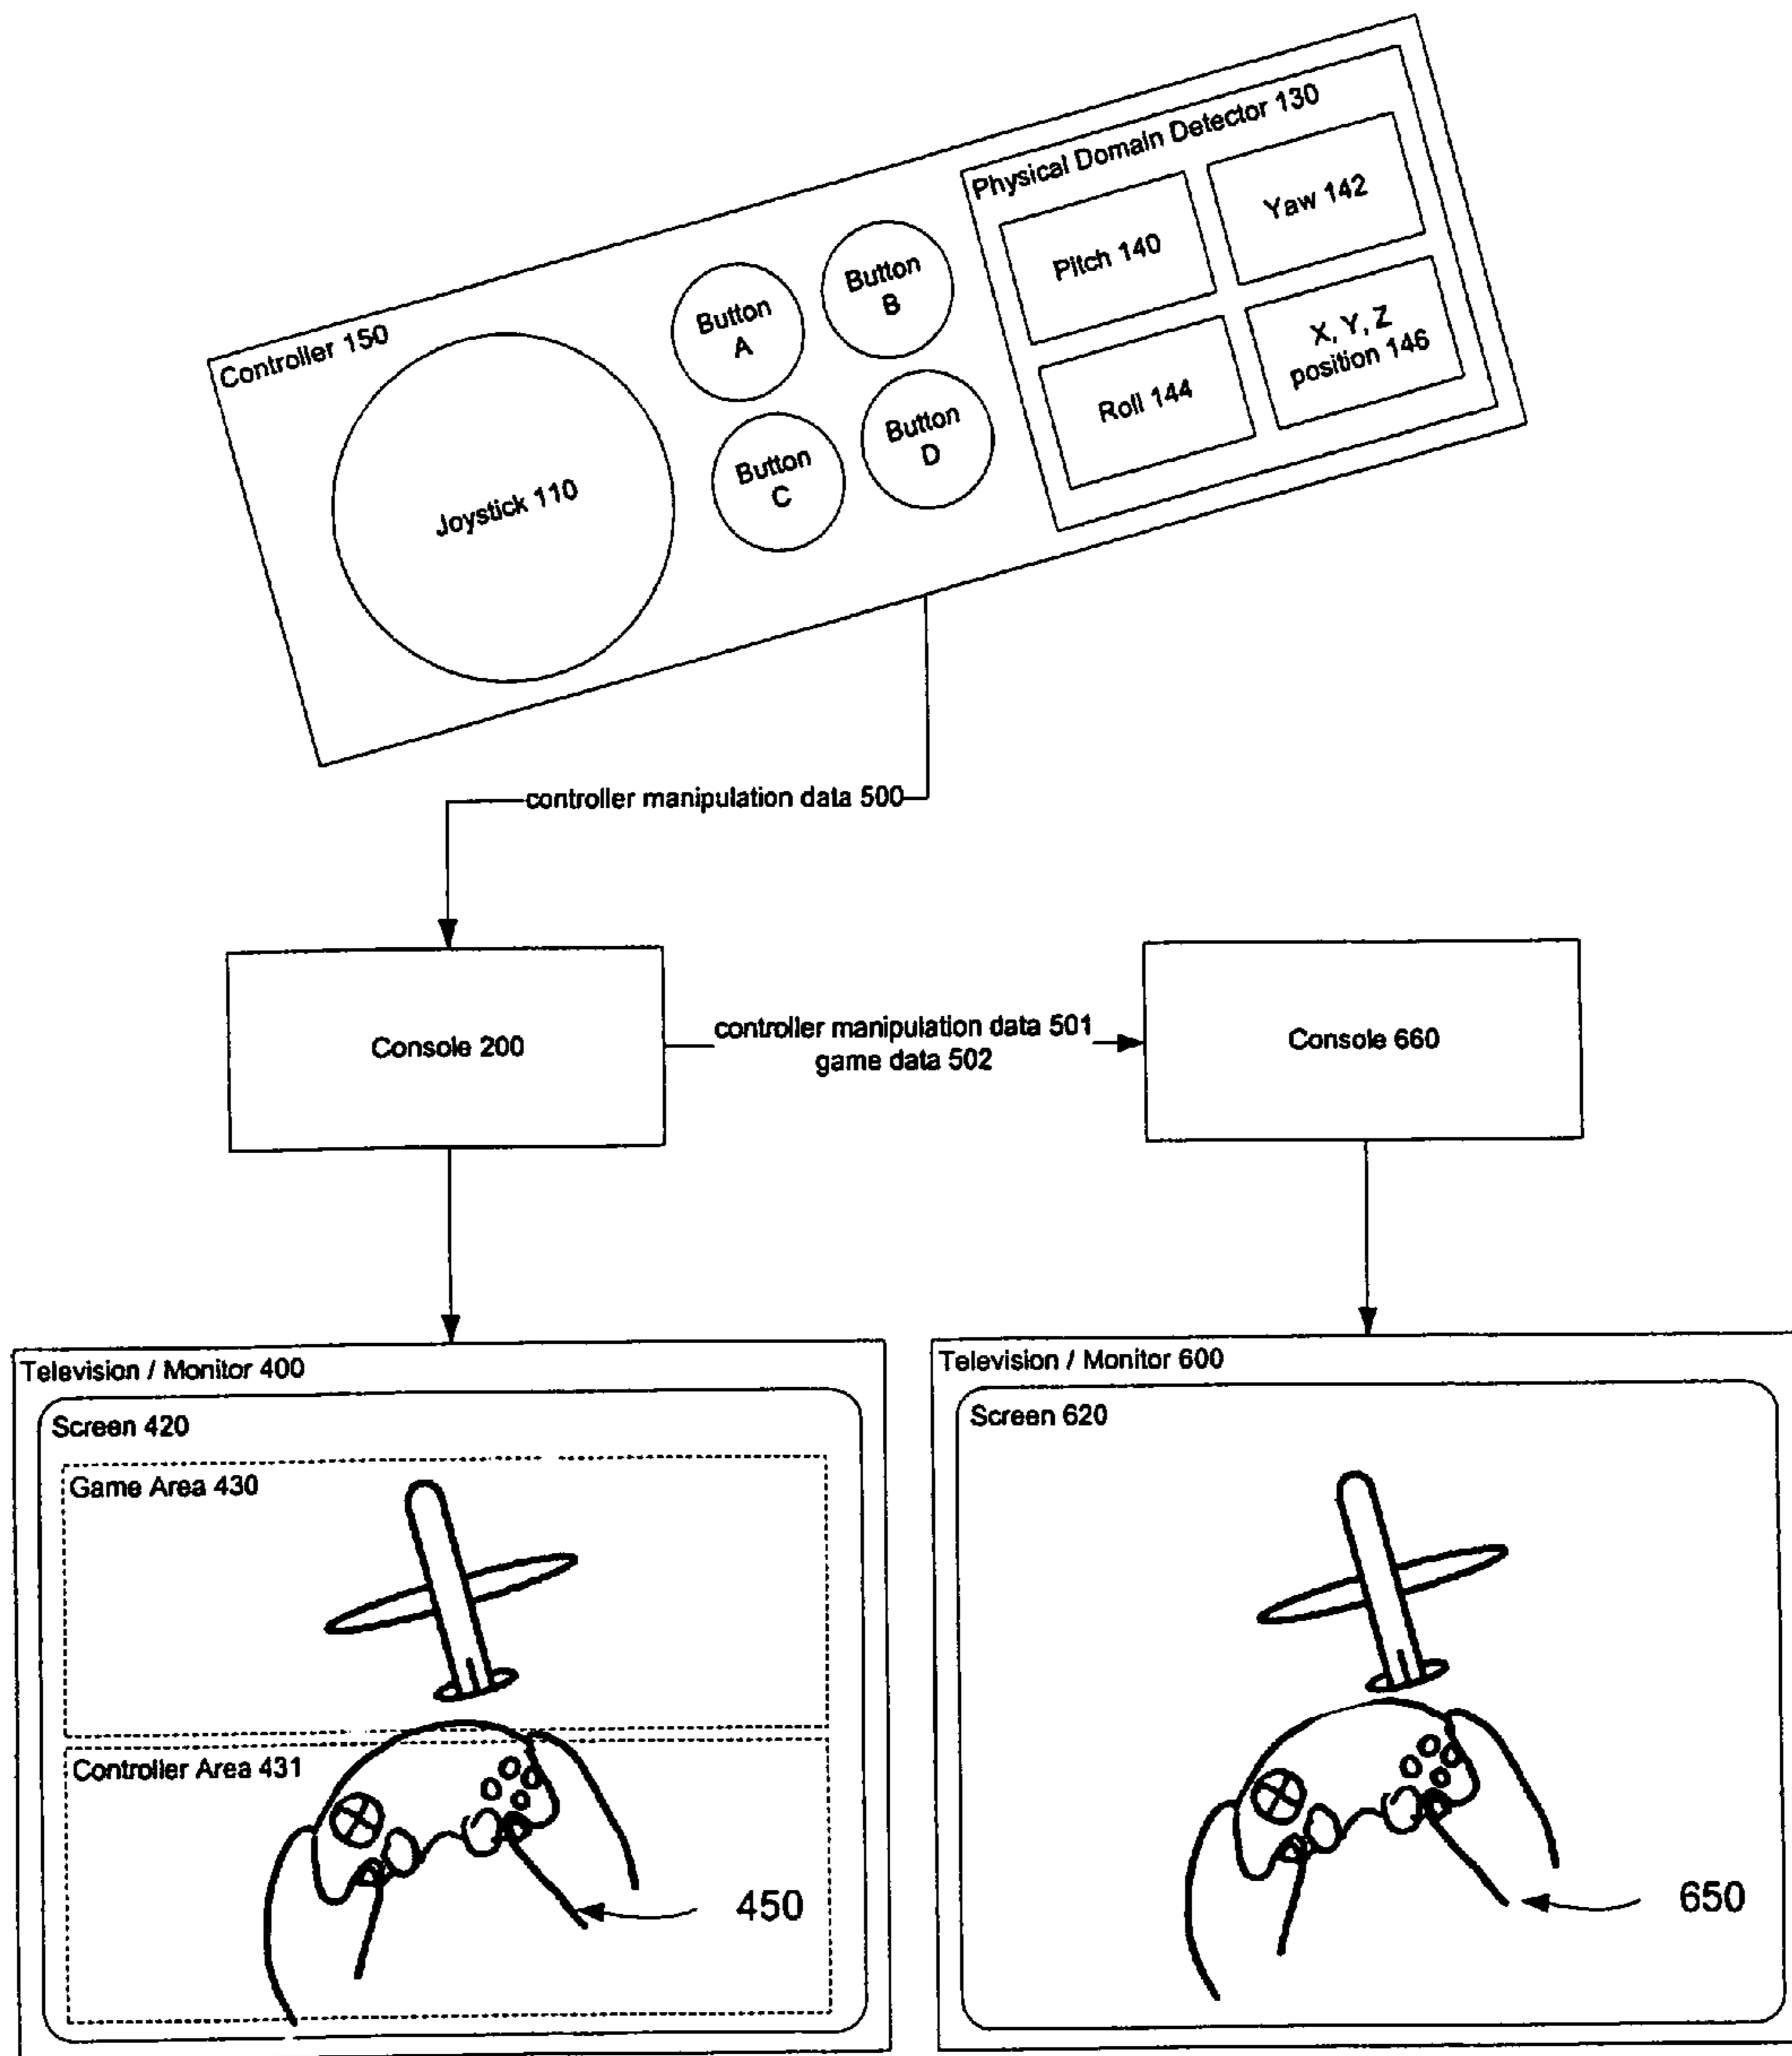 Physical Domain Detector 130
Pitch 140
Yaw 142
Roll 144
X, Y, Z
position 146
Controller 150
Joystick 110
Button
A
Button
B
Button
C
Button
D
controller manipulation data 500
Console 200
controller manipulation data 501
game data 502
Console 660
Television / Monitor 400
Screen 420
Game Area 430
Controller Area 431
450
Television / Monitor 600
Screen 620
650